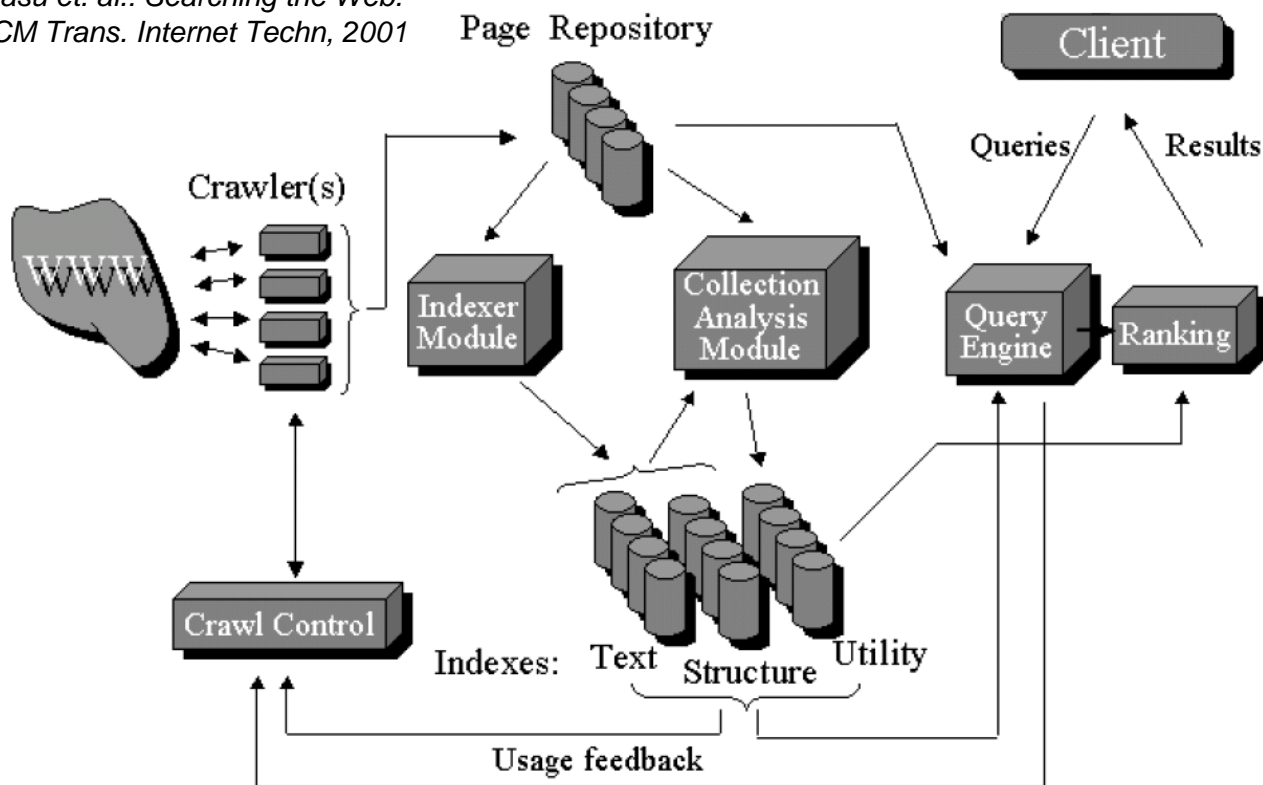 et. al.: Searching the Web.
CM Trans. Internet Techn, 2001
Page Repository
Client
Queries
Results
Crawler(s)
WWW
Indexer
Module
Collection
Analysis
Module
Query
Engine
Ranking
Crawl Control
Indexes:
Text
Structure
Utility
Usage feedback